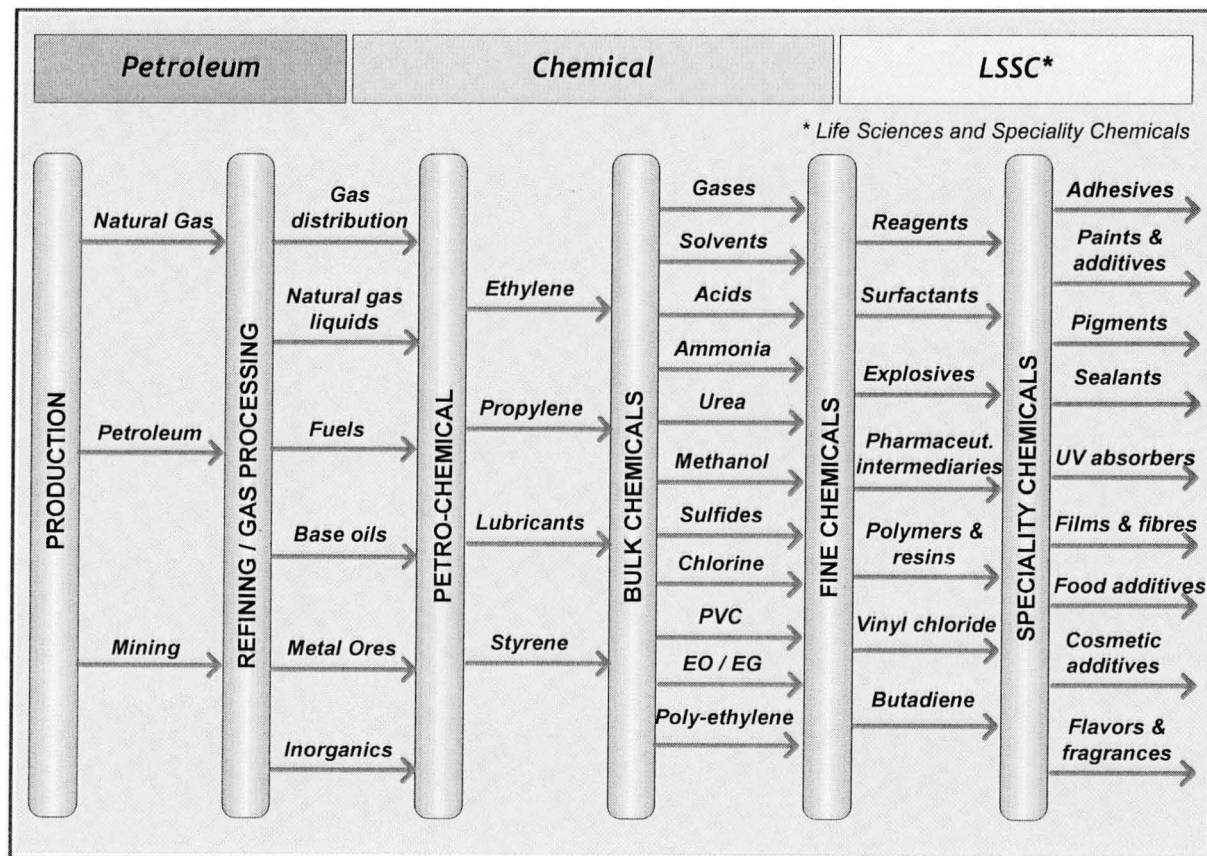 Petroleum
Chemical
LSSC*
* Life Sciences and Speciality Chemicals
PRODUCTION
Natural Gas
Petroleum
Mining
REFINING / GAS PROCESSING
Gas
distribution
Natural gas
liquids
Fuels
Base oils
Metal Ores
Inorganics
PETRO-CHEMICAL
Ethylene
Propylene
Lubricants
Styrene
BULK CHEMICALS
Gases
Solvents
Acids
Ammonia
Urea
Methanol
Sulfides
Chlorine
PVC
EO / EG
Poly-ethylene
FINE CHEMICALS
Reagents
Surfactants
Explosives
Pharmaceut.
intermediaries
Polymers &
resins
Vinyl chloride
Butadiene
SPECIALITY CHEMICALS
Adhesives
Paints &
additives
Pigments
Sealants
UV absorbers
Films & fibres
Food additives
Cosmetic
additives
Flavors &
fragrances